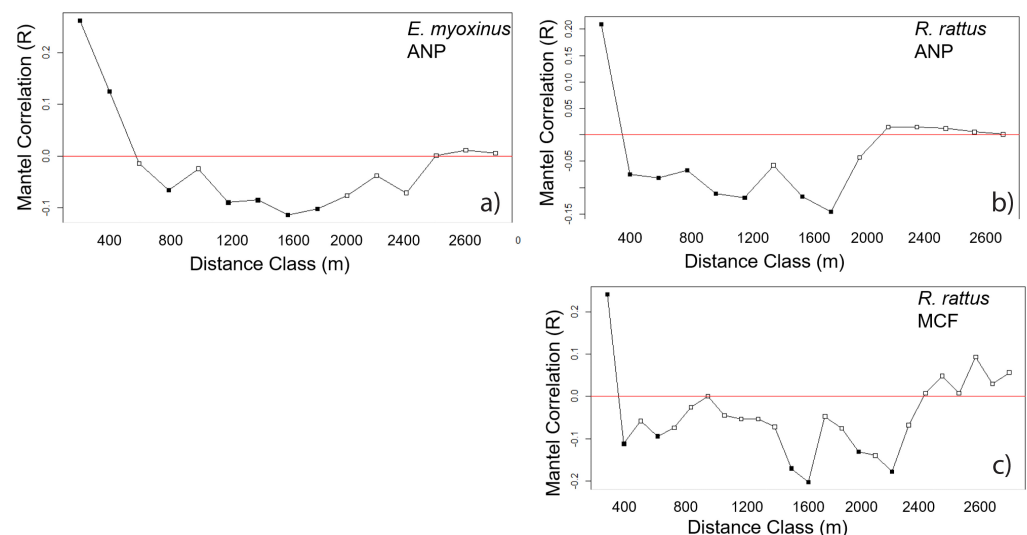 E. myoxinus
ANP
Mantel Correlation (R)
0.2
0.1
0.0
-0.1
a)
400 800 1200 1600 2000 2400 2600
0
Distance Class (m)
R. rattus
ANP
Mantel Correlation (R)
0.20
0.15
0.10
0.05
-0.05
-0.15
b)
400 800 1200 1600 2000 2400 2600
Distance Class (m)
R. rattus
MCF
Mantel Correlation (R)
0.2
0.1
0.0
-0.1
-0.2
c)
400 800 1200 1600 2000 2400 2600
Distance Class (m)